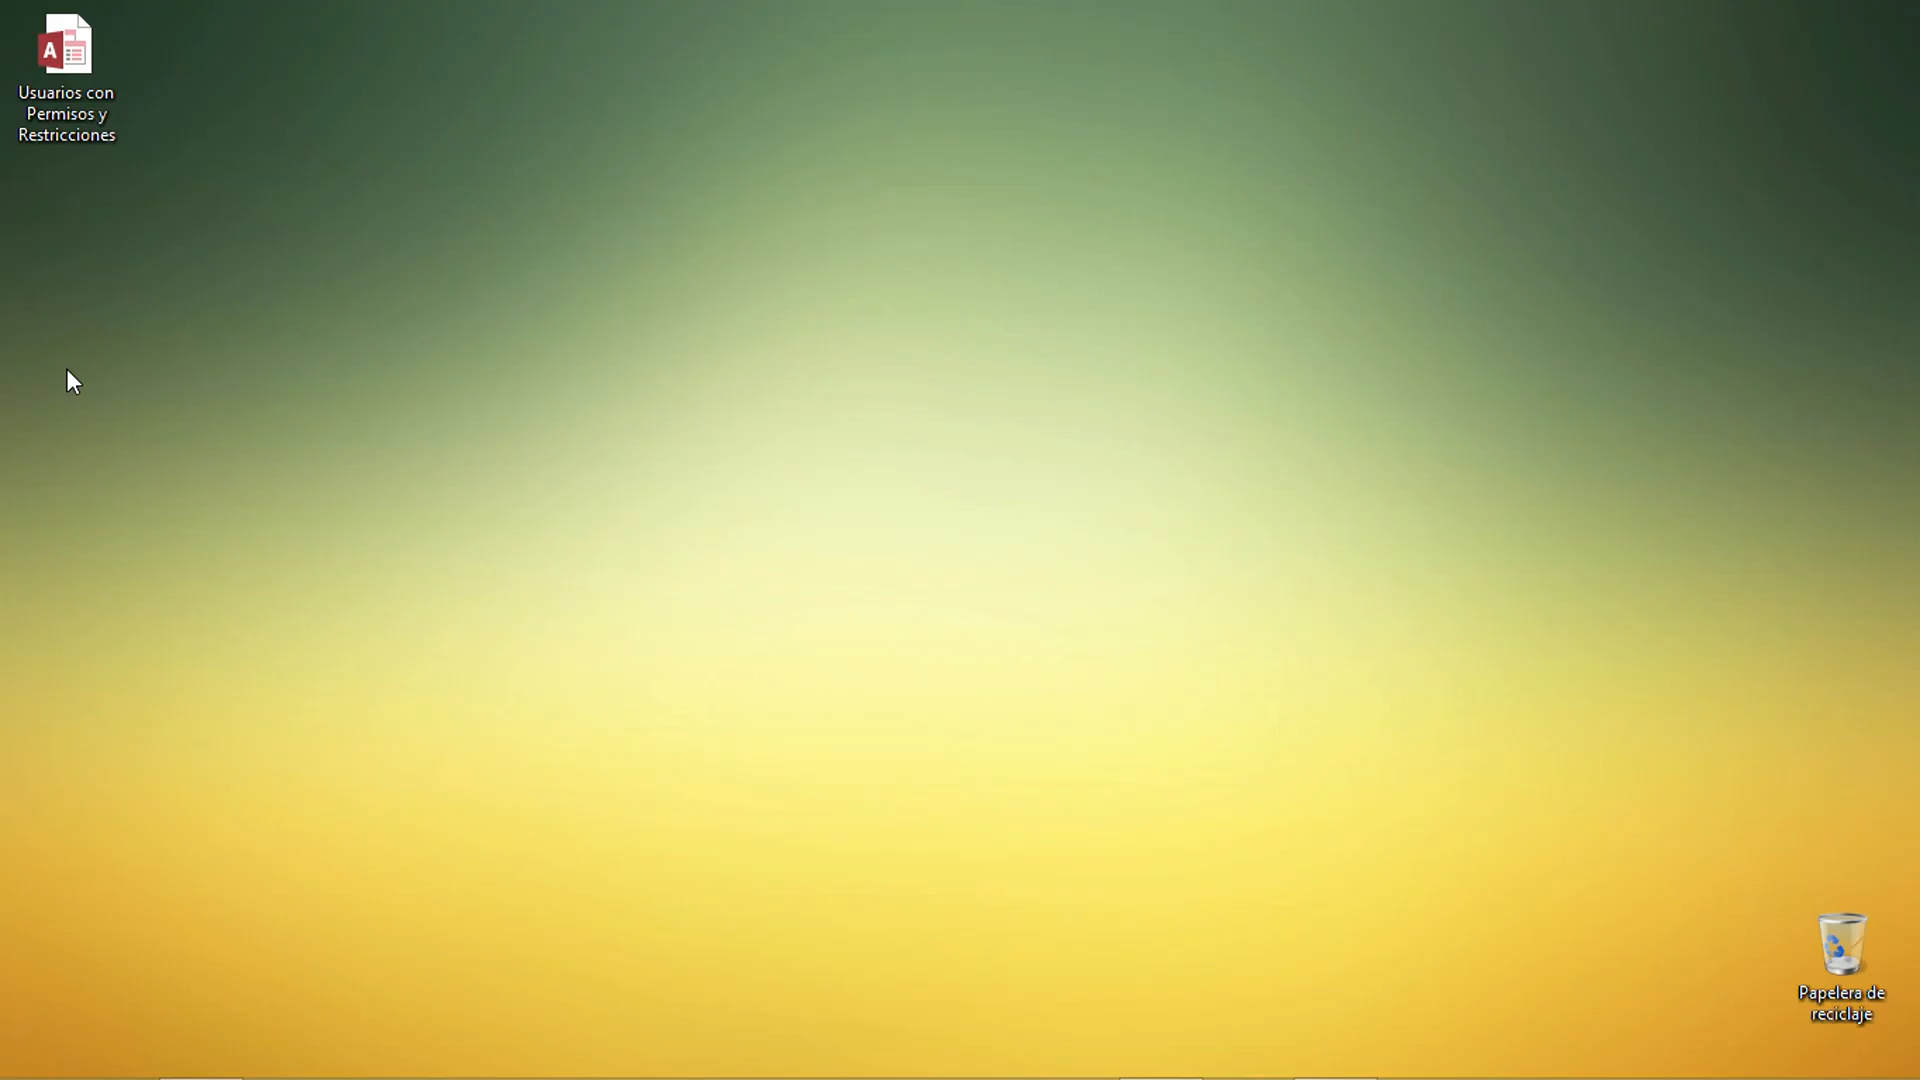 A
Usuarios con
Permisos y
Restricciones
Papelera de
reciclaje